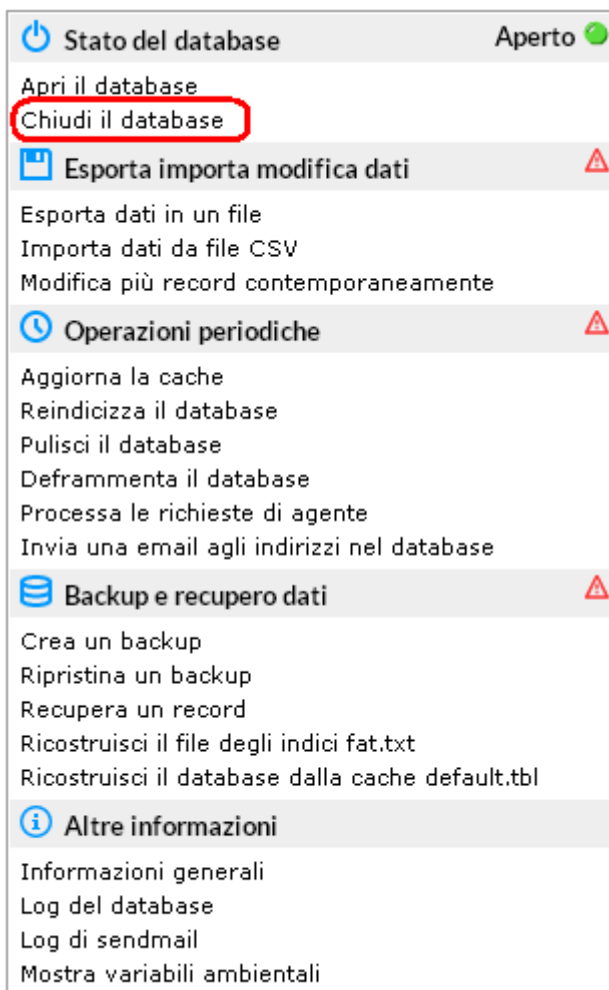 Stato del database Aperto
Apri il database
Chiudi il database
Esporta importa modifica dati
Esporta dati in un file
Importa dati da file CSV
Modifica più record contemporaneamente
Operazioni periodiche
Aggiorna la cache
Reindicizza il database
Pulisci il database
Deframmenta il database
Processa le richieste di agente
Invia una email agli indirizzi nel database
Backup e recupero dati
Crea un backup
Ripristina un backup
Recupera un record
Ricostruisci il file degli indici fat.txt
Ricostruisci il database dalla cache default.tbl
Altre informazioni
Informazioni generali
Log del database
Log di sendmail
Mostra variabili ambientali